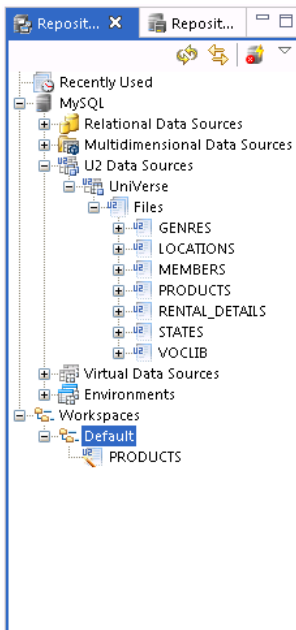 Reposit... Reposit...
Recently Used
MySQL
Relational Data Sources
Multidimensional Data Sources
U2 Data Sources
UniVerse
Files
GENRES
LOCATIONS
MEMBERS
PRODUCTS
RENTAL_DETAILS
STATES
VOCLIB
Virtual Data Sources
Environments
Workspaces
Default
PRODUCTS